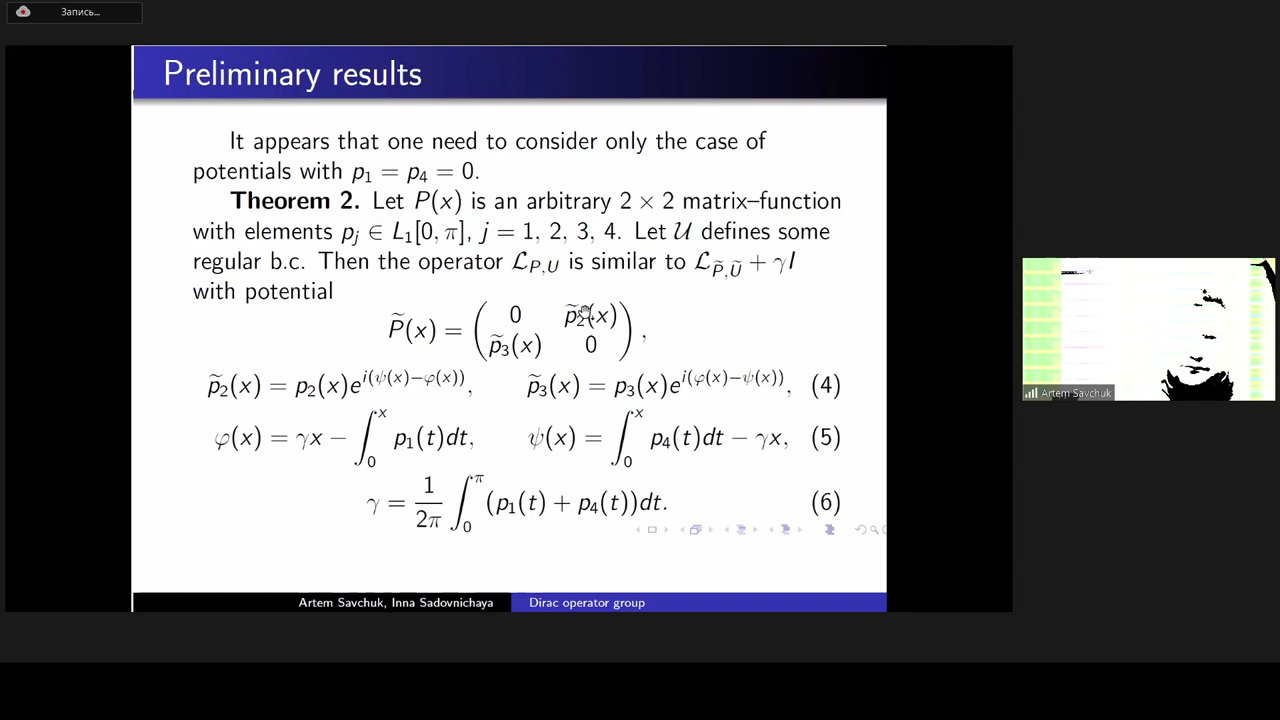 Запись...
Preliminary results
It appears that one need to consider only the case of
potentials with p₁ = p₄ = 0.
Theorem 2. Let P(x) is an arbitrary 2 × 2 matrix–function
with elements pⱼ ∈ L₁[0, π], j = 1, 2, 3, 4. Let 𝒰 defines some
regular b.c. Then the operator ℒ_{P,U} is similar to ℒ_{P̃,Ũ} + γI
with potential
P̃(x) = ( 0 p̃₂(x) ; p̃₃(x) 0 ) ,
p̃₂(x) = p₂(x)e^{i(ψ(x)−φ(x))}, p̃₃(x) = p₃(x)e^{i(φ(x)−ψ(x))}, (4)
φ(x) = γx − ∫₀ˣ p₁(t)dt, ψ(x) = ∫₀ˣ p₄(t)dt − γx, (5)
γ = 1/2π ∫₀^π (p₁(t) + p₄(t))dt. (6)
Artem Savchuk, Inna Sadovnichaya Dirac operator group
Artem Savchuk